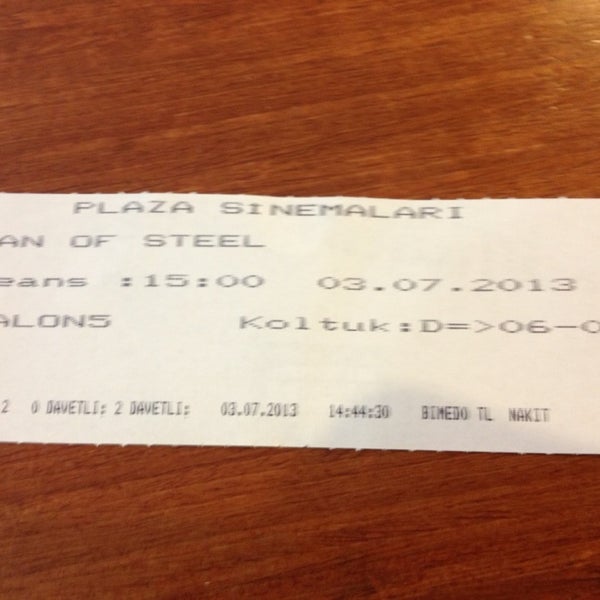 PLAZA SINEMALARI
AN OF STEEL
eans :15:00 03.07.2013
ALON5 Koltuk:D=>06-0
2 0 DAVETLİ; 2 DAVETLİ; 03.07.2013 14:44:30 BIMEDO TL NAKIT